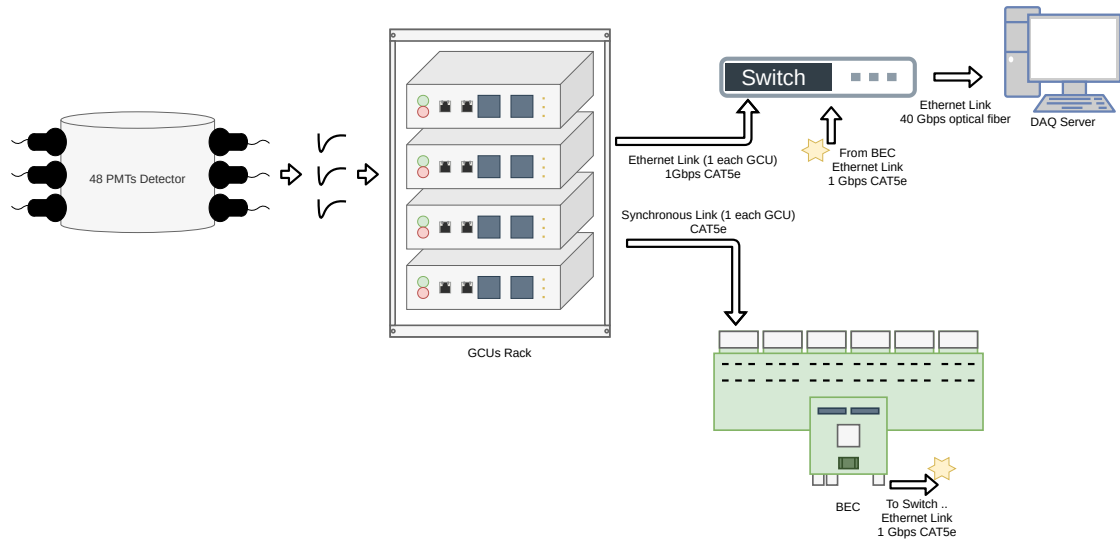 48 PMTs Detector
GCUs Rack
Ethernet Link (1 each GCU)
1Gbps CAT5e
Synchronous Link (1 each GCU)
CAT5e
Switch
From BEC
Ethernet Link
1 Gbps CAT5e
Ethernet Link
40 Gbps optical fiber
DAQ Server
BEC
To Switch ..
Ethernet Link
1 Gbps CAT5e